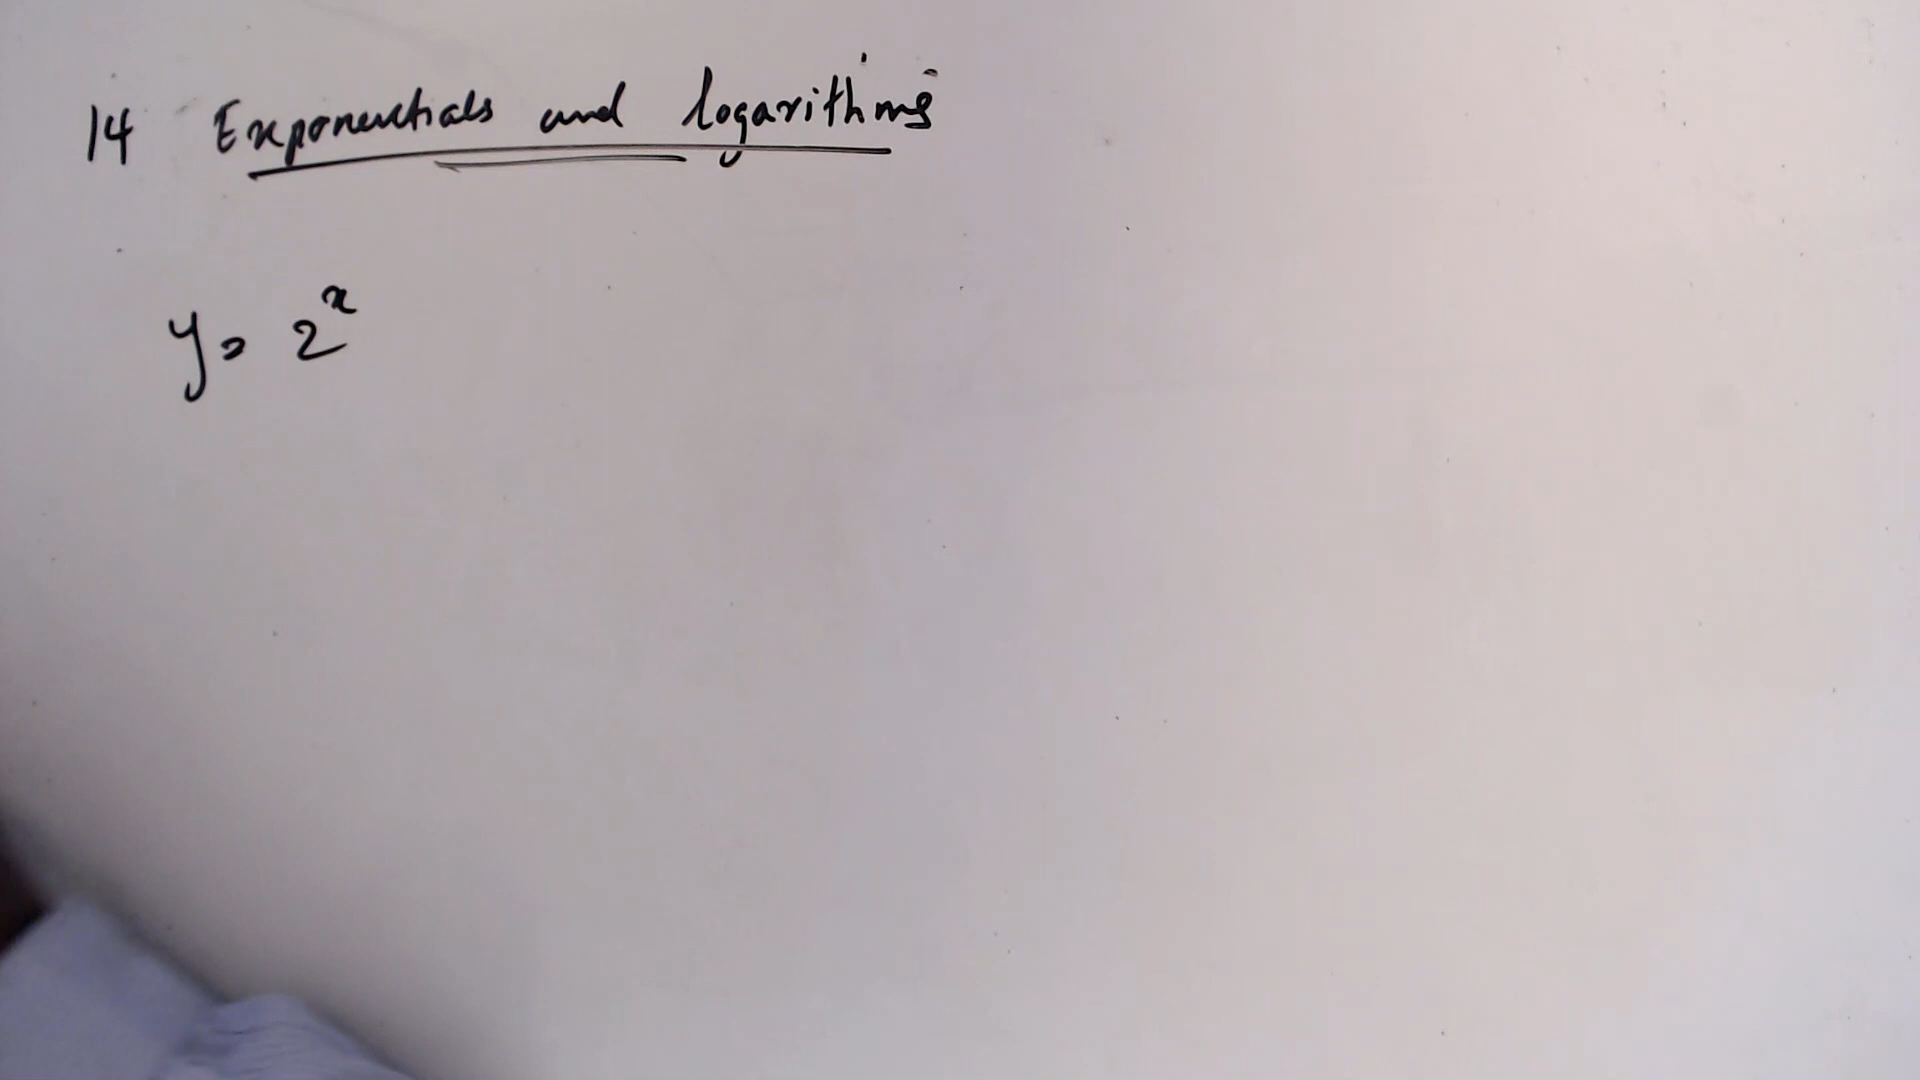 14 Exponentials and logarithms
y = 2^x